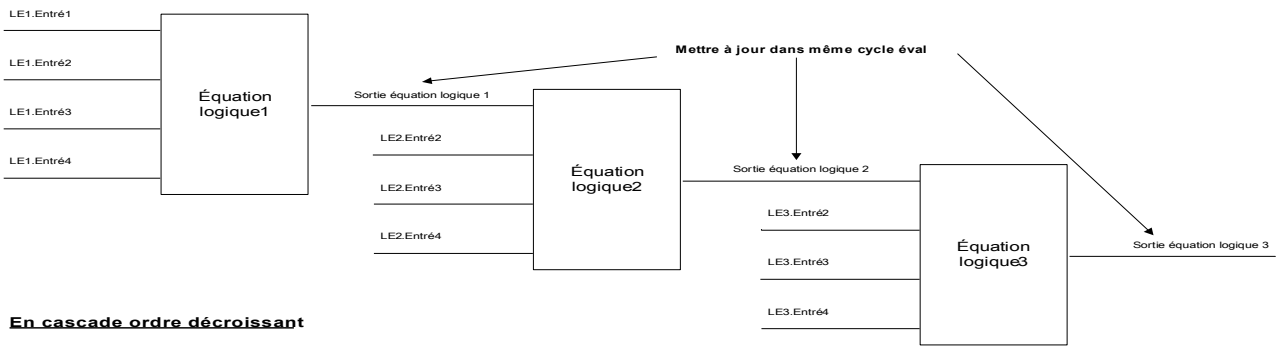 LE1.Entré1
LE1.Entré2
LE1.Entré3
LE1.Entré4
Équation
logique1
Mettre à jour dans même cycle éval
Sortie équation logique 1
LE2.Entré2
LE2.Entré3
LE2.Entré4
Équation
logique2
Sortie équation logique 2
LE3.Entré2
LE3.Entré3
LE3.Entré4
Équation
logique3
Sortie équation logique 3
En cascade ordre décroissant